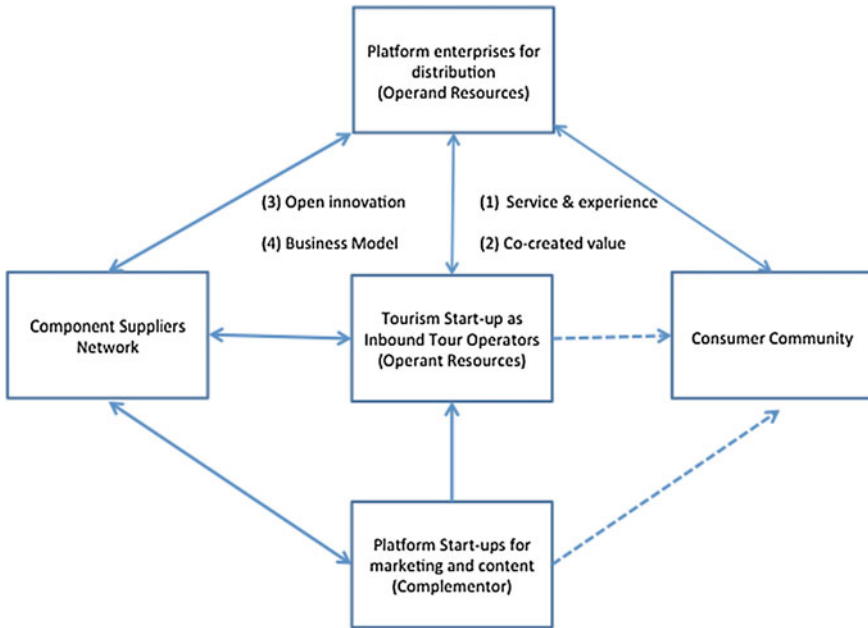 Platform enterprises for
distribution
(Operand Resources)
(3) Open innovation
(1) Service & experience
(4) Business Model
(2) Co-created value
Component Suppliers
Network
Tourism Start-up as
Inbound Tour Operators
(Operant Resources)
Consumer Community
Platform Start-ups for
marketing and content
(Complementor)